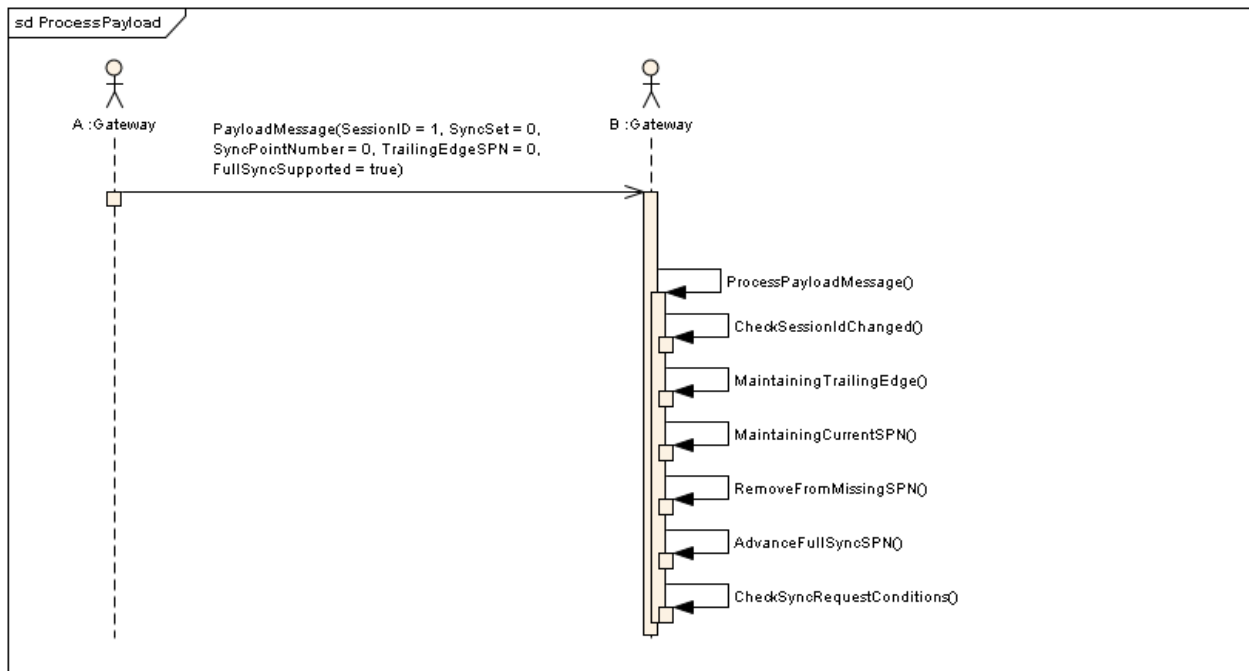 sd ProcessPayload
A :Gateway
B :Gateway
PayloadMessage(SessionID = 1, SyncSet = 0,
SyncPointNumber = 0, TrailingEdgeSPN = 0,
FullSyncSupported = true)
ProcessPayloadMessage()
CheckSessionIdChanged()
MaintainingTrailingEdge()
MaintainingCurrentSPN()
RemoveFromMissingSPN()
AdvanceFullSyncSPN()
CheckSyncRequestConditions()